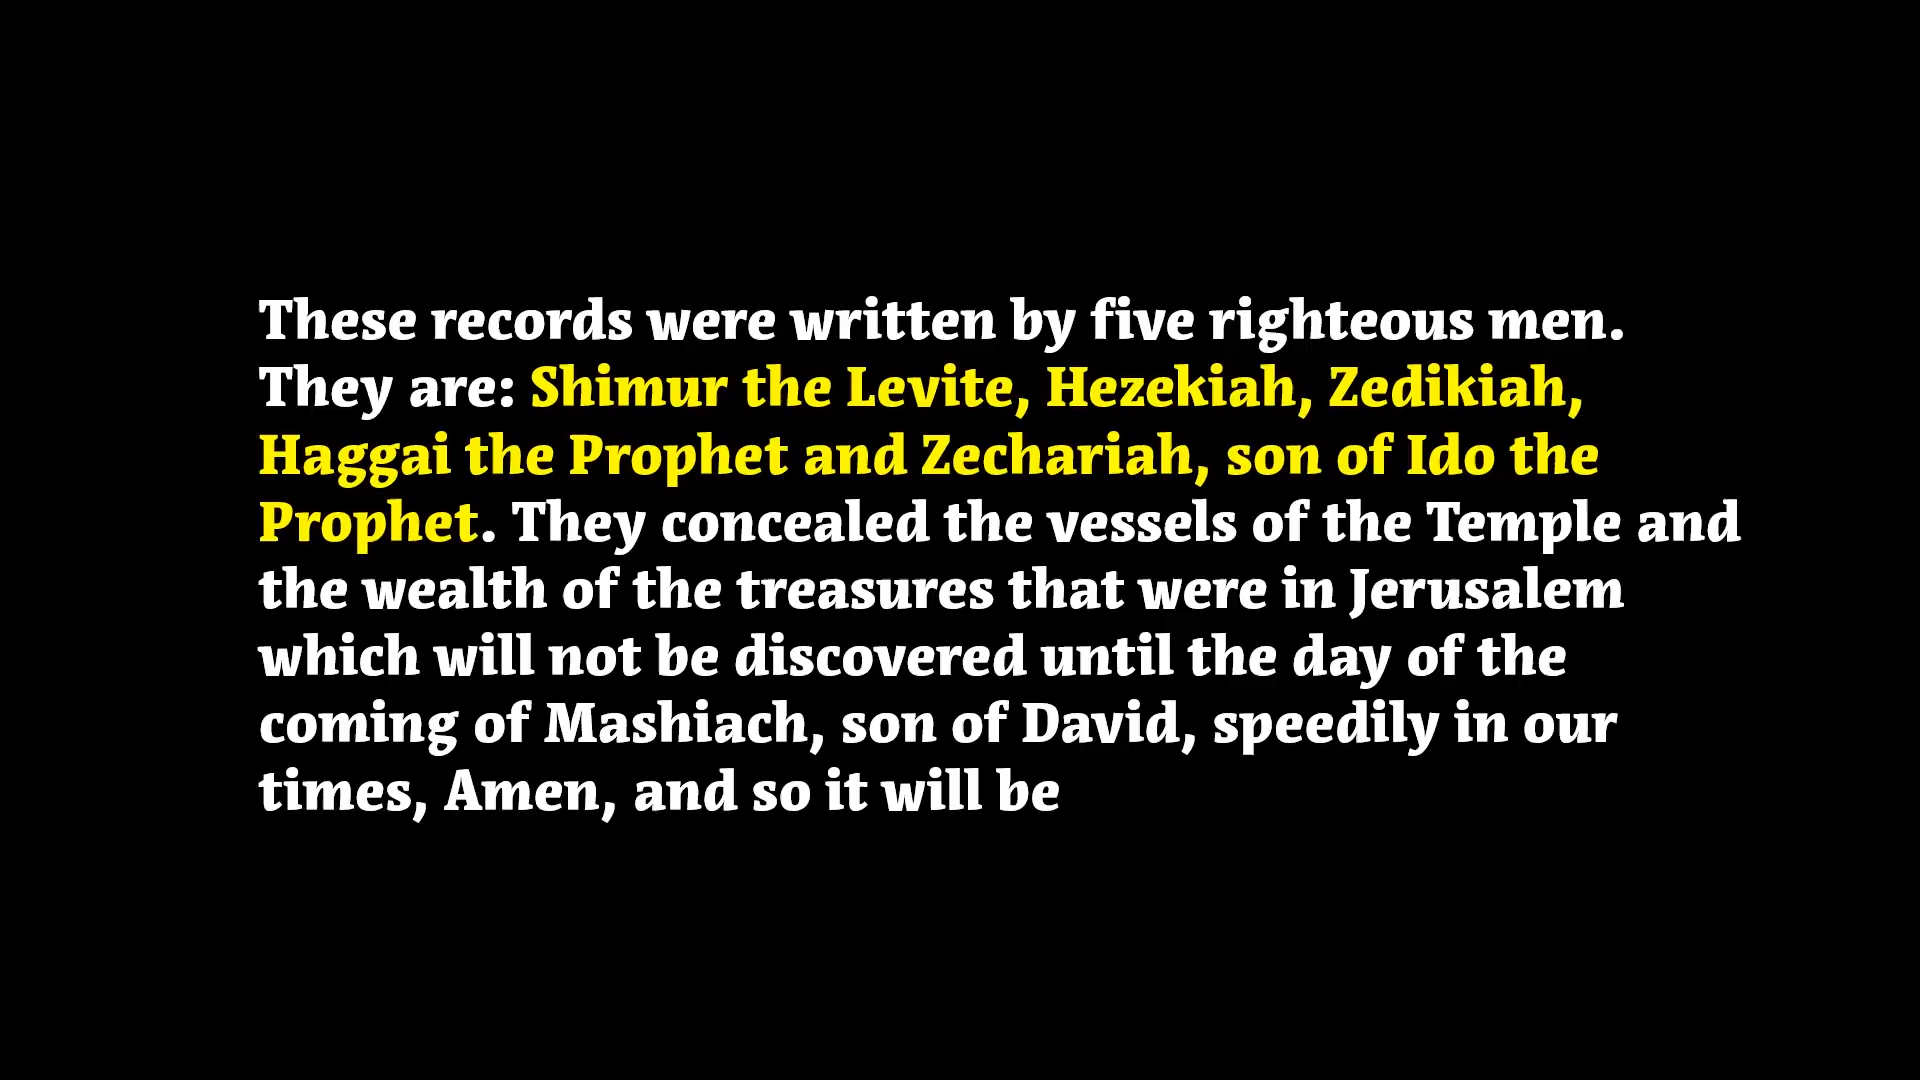 These records were written by five righteous men.
They are: Shimur the Levite, Hezekiah, Zedikiah,
Haggai the Prophet and Zechariah, son of Ido the
Prophet. They concealed the vessels of the Temple and
the wealth of the treasures that were in Jerusalem
which will not be discovered until the day of the
coming of Mashiach, son of David, speedily in our
times, Amen, and so it will be